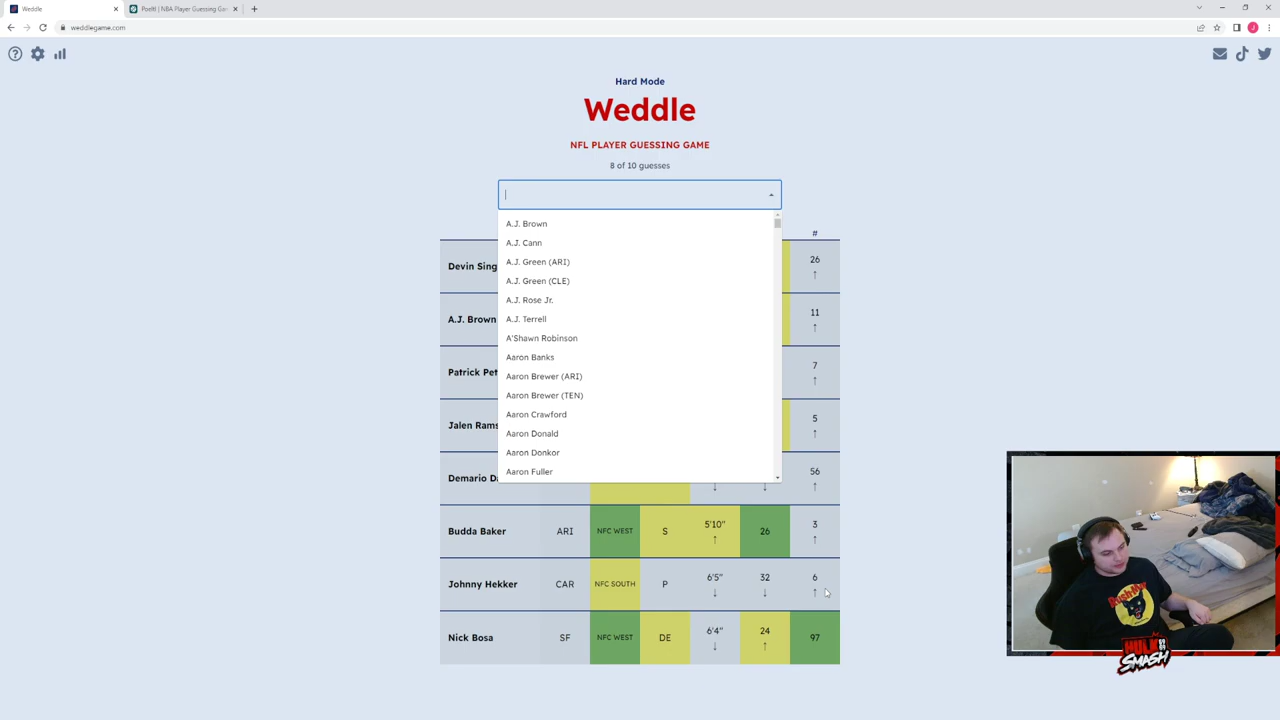 Weddle
Poeltl | NBA Player Guessing Ga
weddlegame.com
Hard Mode
Weddle
NFL PLAYER GUESSING GAME
8 of 10 guesses
A.J. Brown
A.J. Cann
A.J. Green (ARI)
A.J. Green (CLE)
A.J. Rose Jr.
A.J. Terrell
A'Shawn Robinson
Aaron Banks
Aaron Brewer (ARI)
Aaron Brewer (TEN)
Aaron Crawford
Aaron Donald
Aaron Donkor
Aaron Fuller
#
Devin Sing 26 ↑
A.J. Brown 11 ↑
Patrick Pet 7 ↑
Jalen Rams 5 ↑
Demario D ↓ ↓ 56 ↑
Budda Baker ARI NFC WEST S 5'10" ↑ 26 3 ↑
Johnny Hekker CAR NFC SOUTH P 6'5" ↓ 32 ↓ 6 ↑
Nick Bosa SF NFC WEST DE 6'4" ↓ 24 ↑ 97
HULK
SMASH